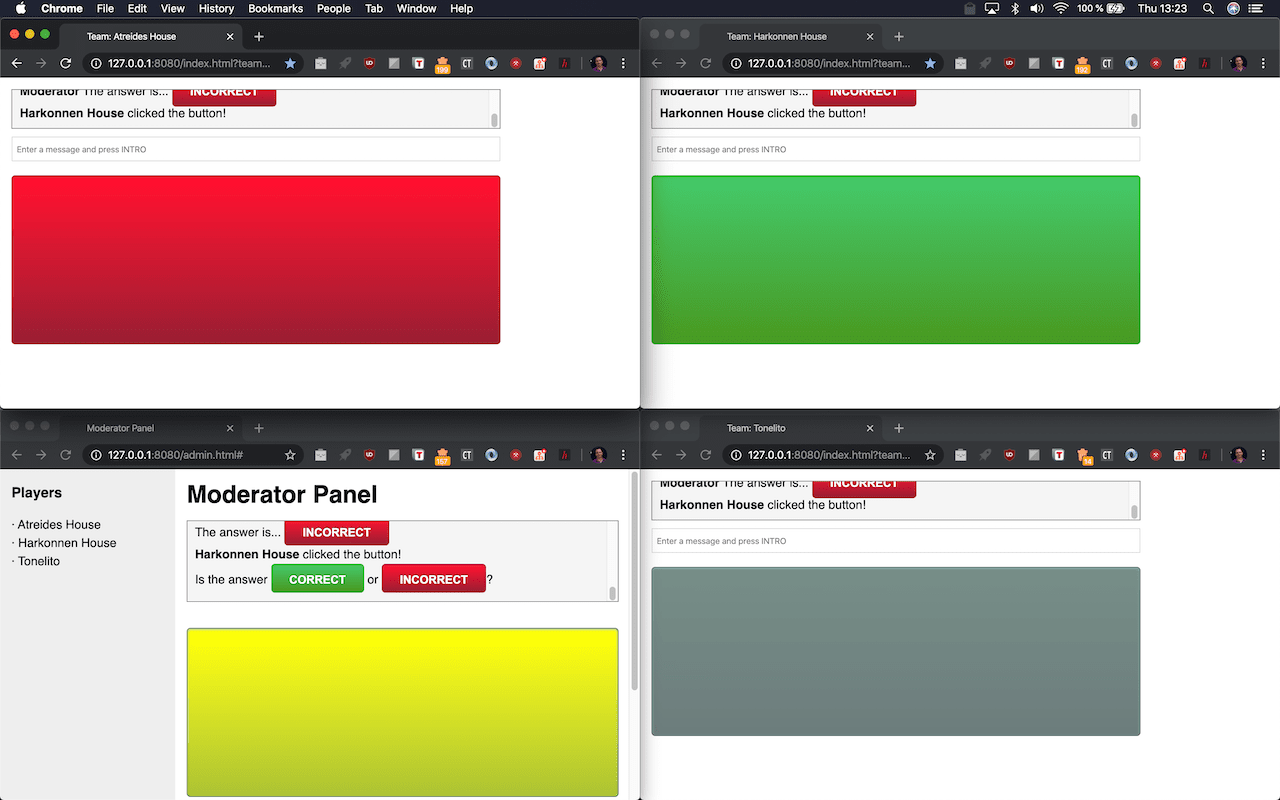 Chrome File Edit View History Bookmarks People Tab Window Help 100 % Thu 13:23
Team: Atreides House
127.0.0.1:8080/index.html?team...
199
Moderator The answer is... INCORRECT
Harkonnen House clicked the button!
Enter a message and press INTRO
Team: Harkonnen House
127.0.0.1:8080/index.html?team...
192
Moderator The answer is... INCORRECT
Harkonnen House clicked the button!
Enter a message and press INTRO
Moderator Panel
127.0.0.1:8080/admin.html#
157
Players
· Atreides House
· Harkonnen House
· Tonelito
Moderator Panel
The answer is... INCORRECT
Harkonnen House clicked the button!
Is the answer CORRECT or INCORRECT ?
Team: Tonelito
127.0.0.1:8080/index.html?team...
14
Moderator The answer is... INCORRECT
Harkonnen House clicked the button!
Enter a message and press INTRO